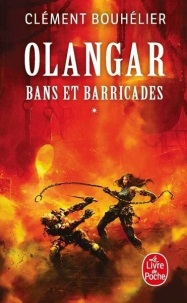 CLÉMENT BOUHÉLIER
OLANGAR
BANS ET BARRICADES
*
Le Livre
de Poche